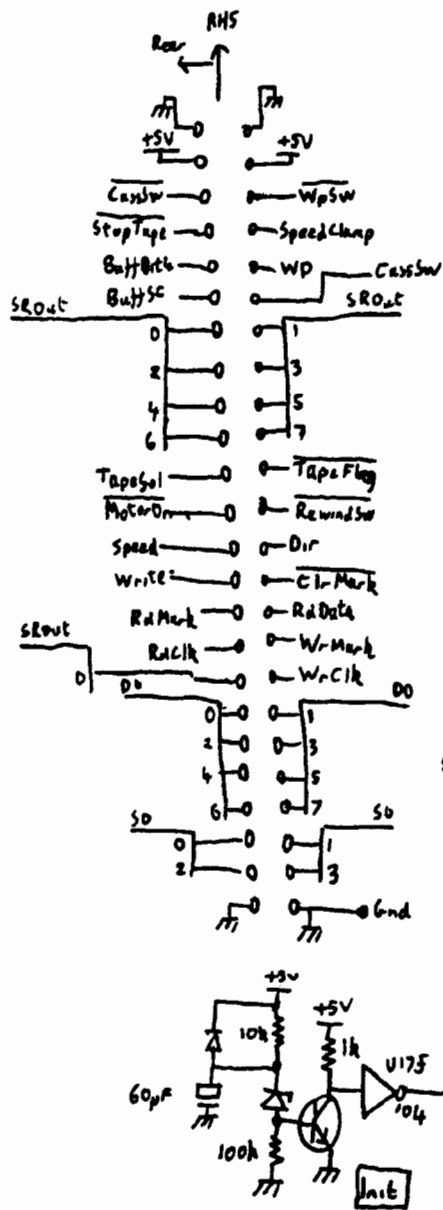 RHS
Rear
+5V +5V
CassSw WpSw
StopTape SpeedClamp
BuffBit6 WP CassSw
BuffSC
SROut SROut
0 1
2 3
4 5
6 7
TapeSel TapeFlag
MotorOn RewindSw
Speed Dir
Write ClrMark
RdMark RdData
SROut RdClk WrMark
0 WrClk
D0 D0
0 1
2 3
4 5
6 7
S0 S0
0 1
2 3
Gnd
+5V
10k
+5V
1k
U175
104
60µF
100k
Init